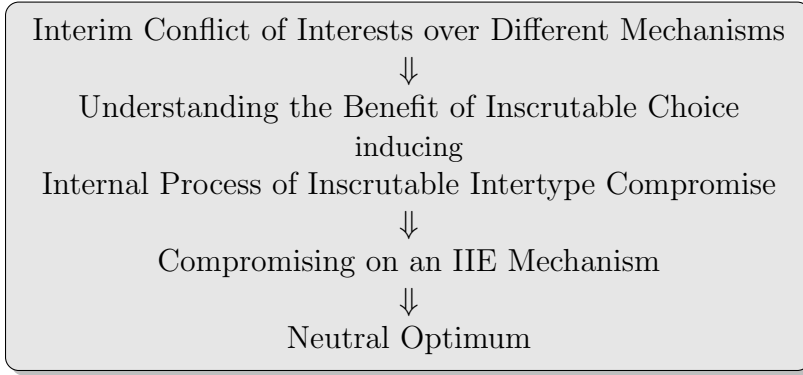 Interim Conflict of Interests over Different Mechanisms
⇓
Understanding the Benefit of Inscrutable Choice
inducing
Internal Process of Inscrutable Intertype Compromise
⇓
Compromising on an IIE Mechanism
⇓
Neutral Optimum